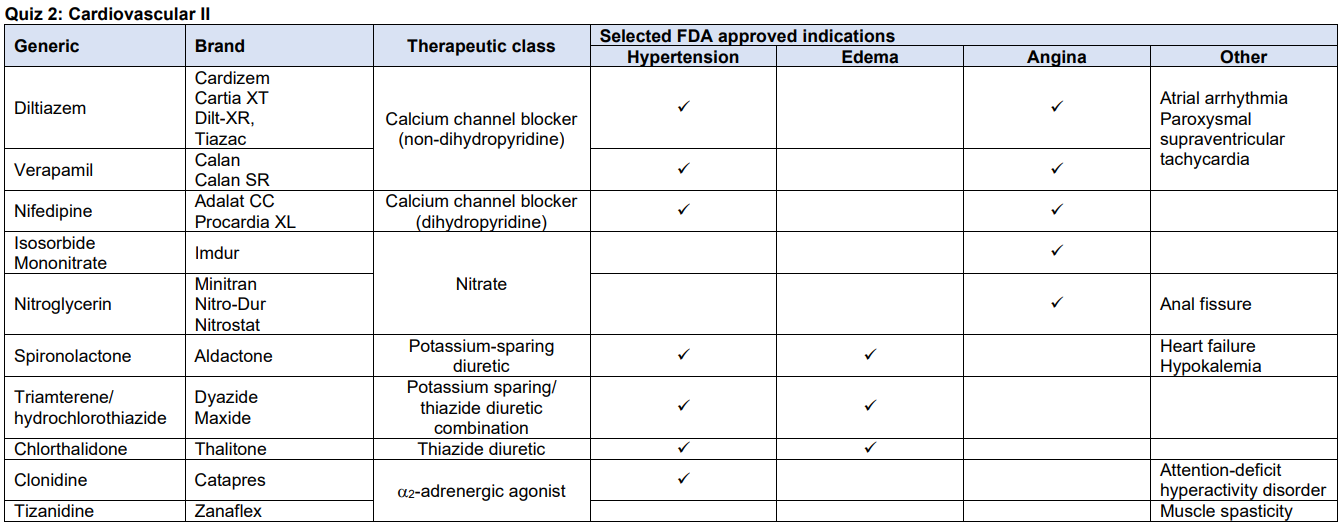 Quiz 2: Cardiovascular II
Generic
Brand
Therapeutic class
Selected FDA approved indications
Hypertension
Edema
Angina
Other
Diltiazem
Cardizem
Cartia XT
Dilt-XR,
Tiazac
Calcium channel blocker
(non-dihydropyridine)
✓
✓
Atrial arrhythmia
Paroxysmal
supraventricular
tachycardia
Verapamil
Calan
Calan SR
✓
✓
Nifedipine
Adalat CC
Procardia XL
Calcium channel blocker
(dihydropyridine)
✓
✓
Isosorbide
Mononitrate
Imdur
Nitrate
✓
Nitroglycerin
Minitran
Nitro-Dur
Nitrostat
✓
Anal fissure
Spironolactone
Aldactone
Potassium-sparing
diuretic
✓
✓
Heart failure
Hypokalemia
Triamterene/
hydrochlorothiazide
Dyazide
Maxide
Potassium sparing/
thiazide diuretic
combination
✓
✓
Chlorthalidone
Thalitone
Thiazide diuretic
✓
✓
Clonidine
Catapres
α2-adrenergic agonist
✓
Attention-deficit
hyperactivity disorder
Tizanidine
Zanaflex
Muscle spasticity